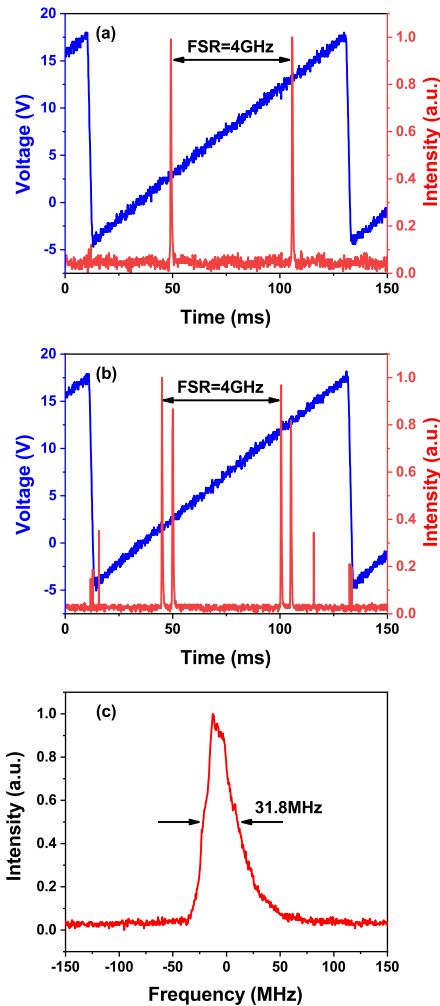 (a)
FSR=4GHz
20
15
10
5
0
-5
Voltage (V)
1.0
0.8
0.6
0.4
0.2
0.0
Intensity (a.u.)
0 50 100 150
Time (ms)
(b)
FSR=4GHz
20
15
10
5
0
-5
Voltage (V)
1.0
0.8
0.6
0.4
0.2
0.0
Intensity (a.u.)
0 50 100 150
Time (ms)
(c)
31.8MHz
1.0
0.8
0.6
0.4
0.2
0.0
Intensity (a.u.)
-150 -100 -50 0 50 100 150
Frequency (MHz)